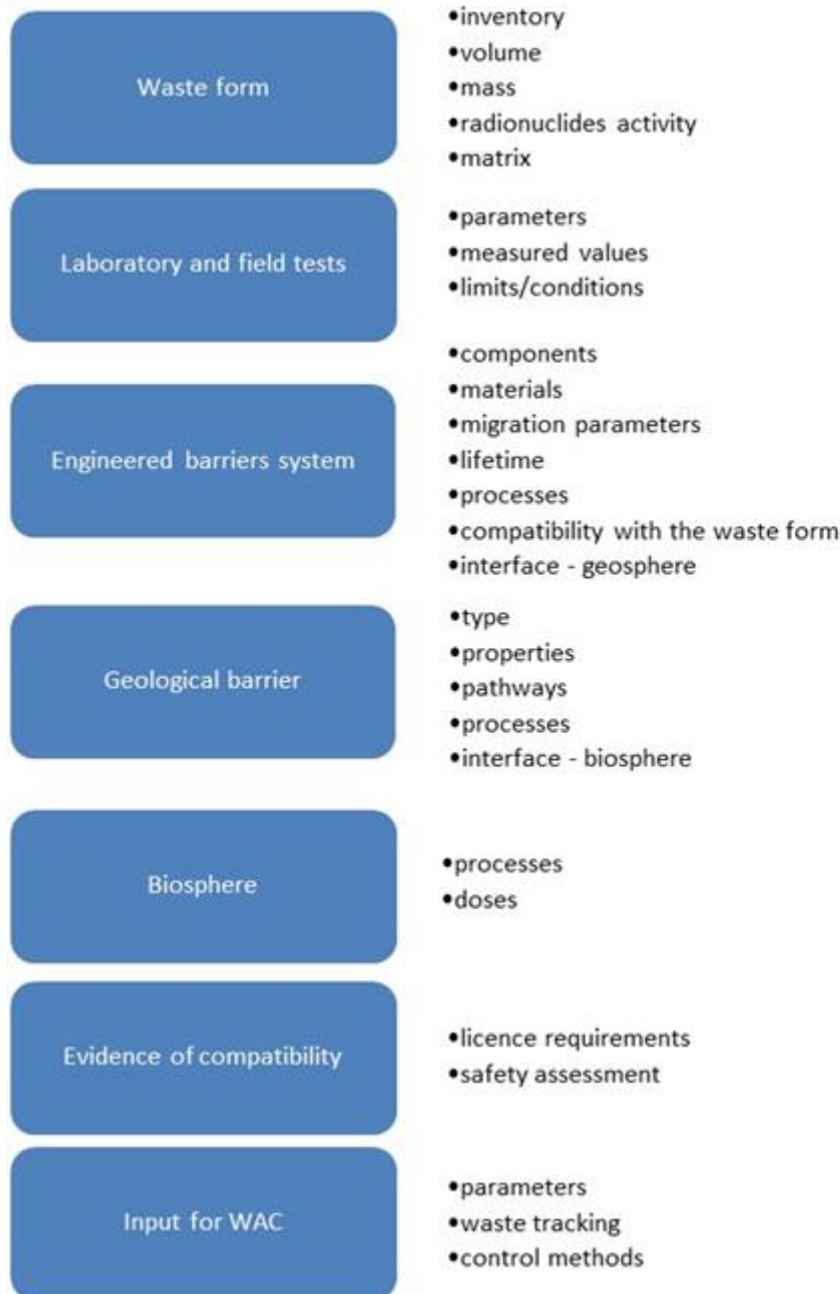 Waste form
•inventory
•volume
•mass
•radionuclides activity
•matrix
Laboratory and field tests
•parameters
•measured values
•limits/conditions
Engineered barriers system
•components
•materials
•migration parameters
•lifetime
•processes
•compatibility with the waste form
•interface - geosphere
Geological barrier
•type
•properties
•pathways
•processes
•interface - biosphere
Biosphere
•processes
•doses
Evidence of compatibility
•licence requirements
•safety assessment
Input for WAC
•parameters
•waste tracking
•control methods